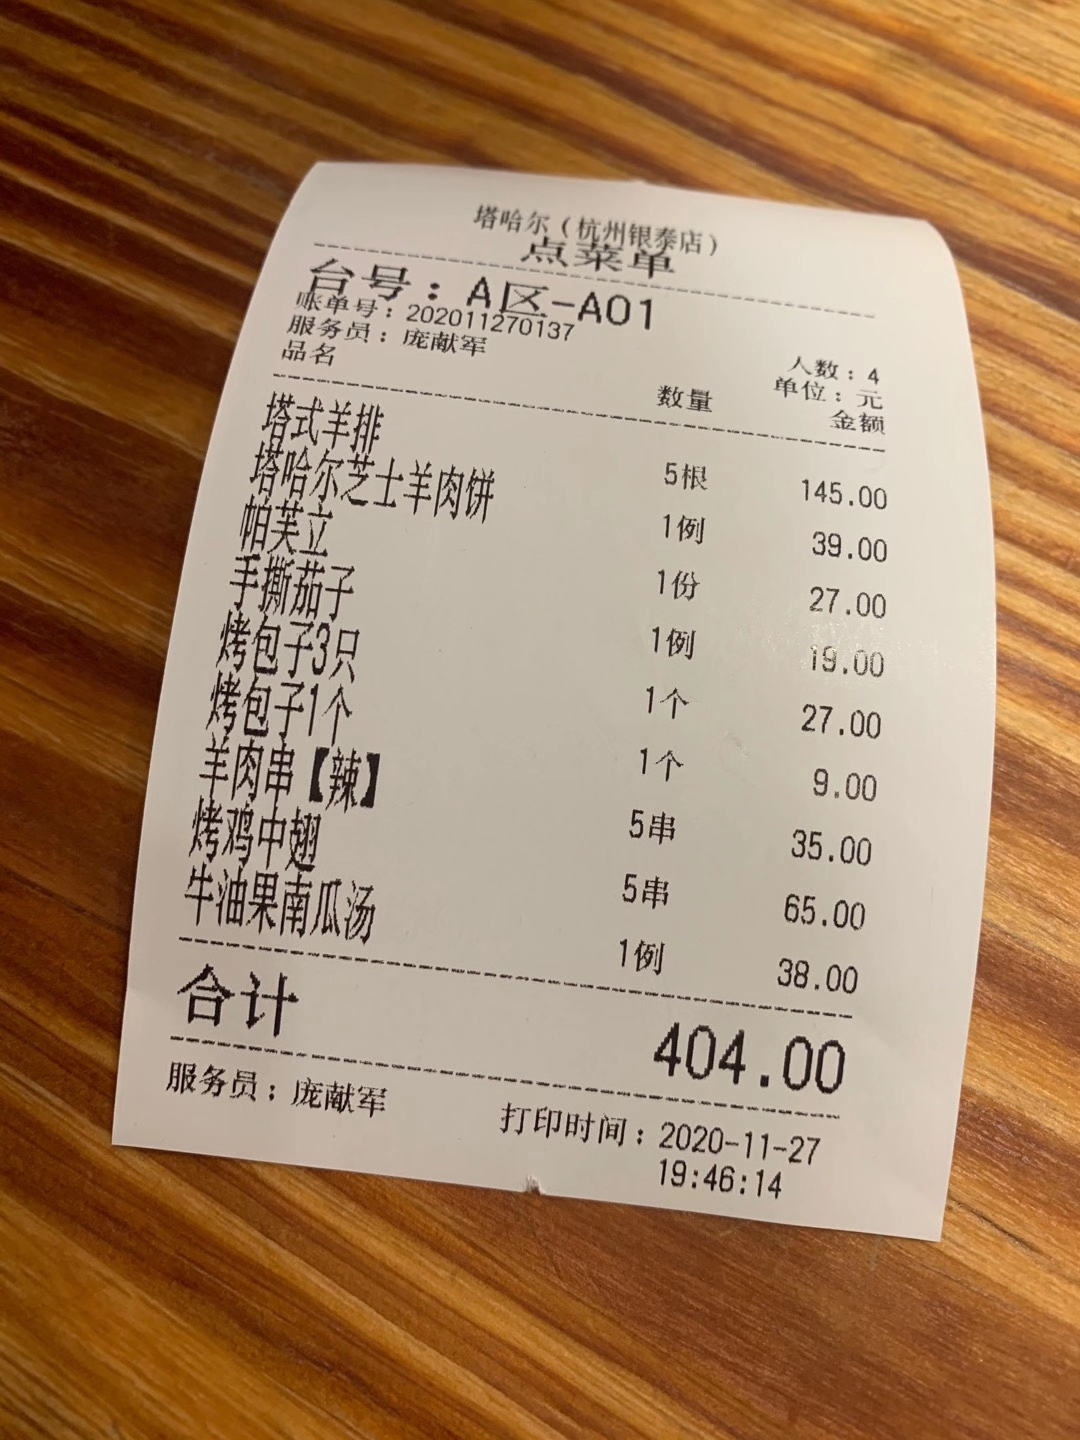 塔哈尔（杭州银泰店）
点菜单
台号：A区-A01
账单号：202011270137
人数：4
服务员：庞献军
单位：元
品名 数量 金额
塔式羊排 5根 145.00
塔哈尔芝士羊肉饼 1例 39.00
帕芙立 1份 27.00
手撕茄子 1例 19.00
烤包子3只 1个 27.00
烤包子1个 1个 9.00
羊肉串【辣】 5串 35.00
烤鸡中翅 5串 65.00
牛油果南瓜汤 1例 38.00
合计 404.00
服务员：庞献军
打印时间：2020-11-27
19:46:14